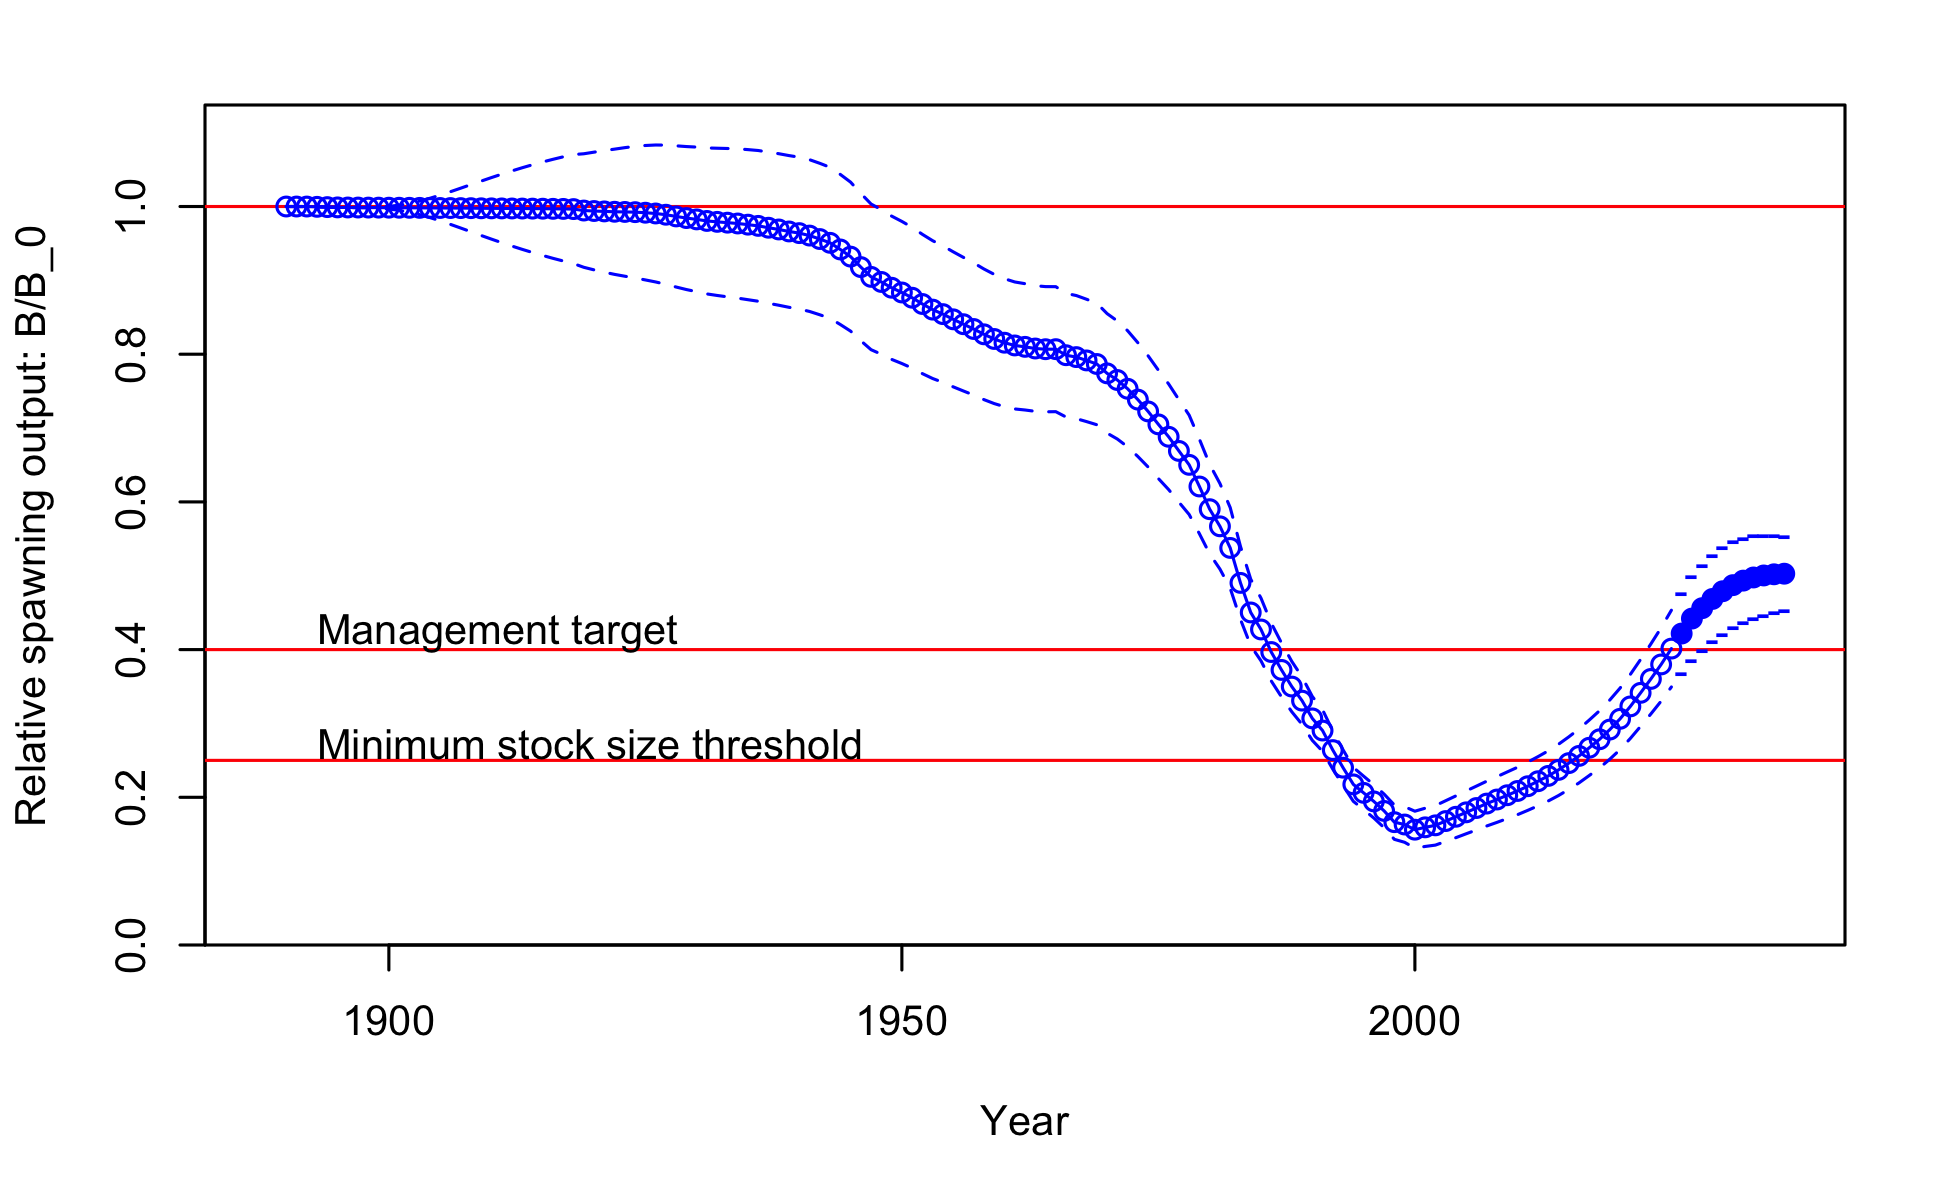 Relative spawning output: B/B_0
1.0
0.8
0.6
0.4
0.2
0.0
Management target
Minimum stock size threshold
1900 1950 2000
Year